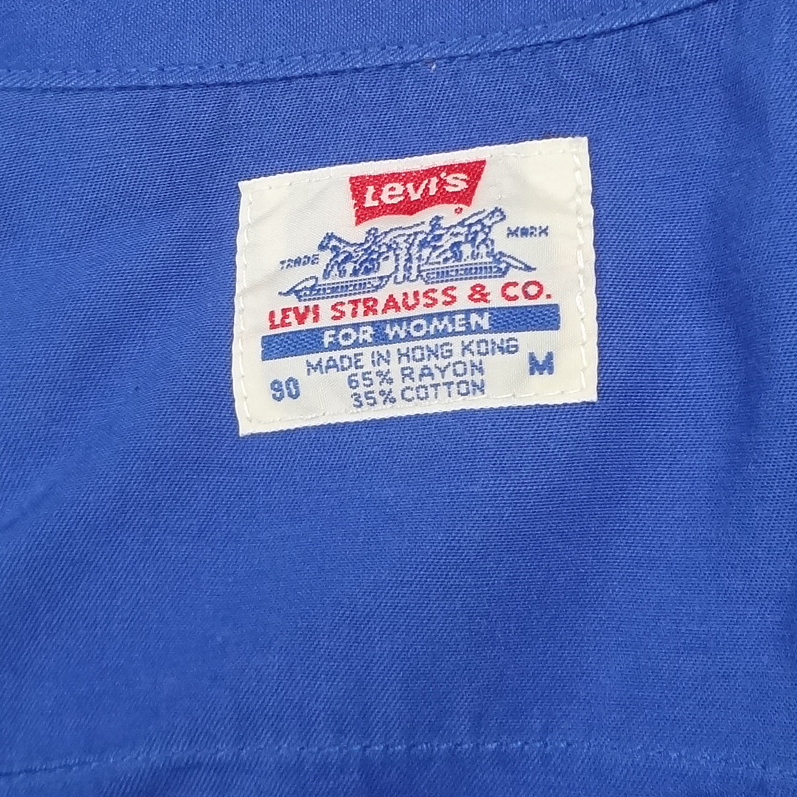 Levi's
®
TRADE MARK
LEVI STRAUSS & CO.
FOR WOMEN
MADE IN HONG KONG
65% RAYON
90 35% COTTON M